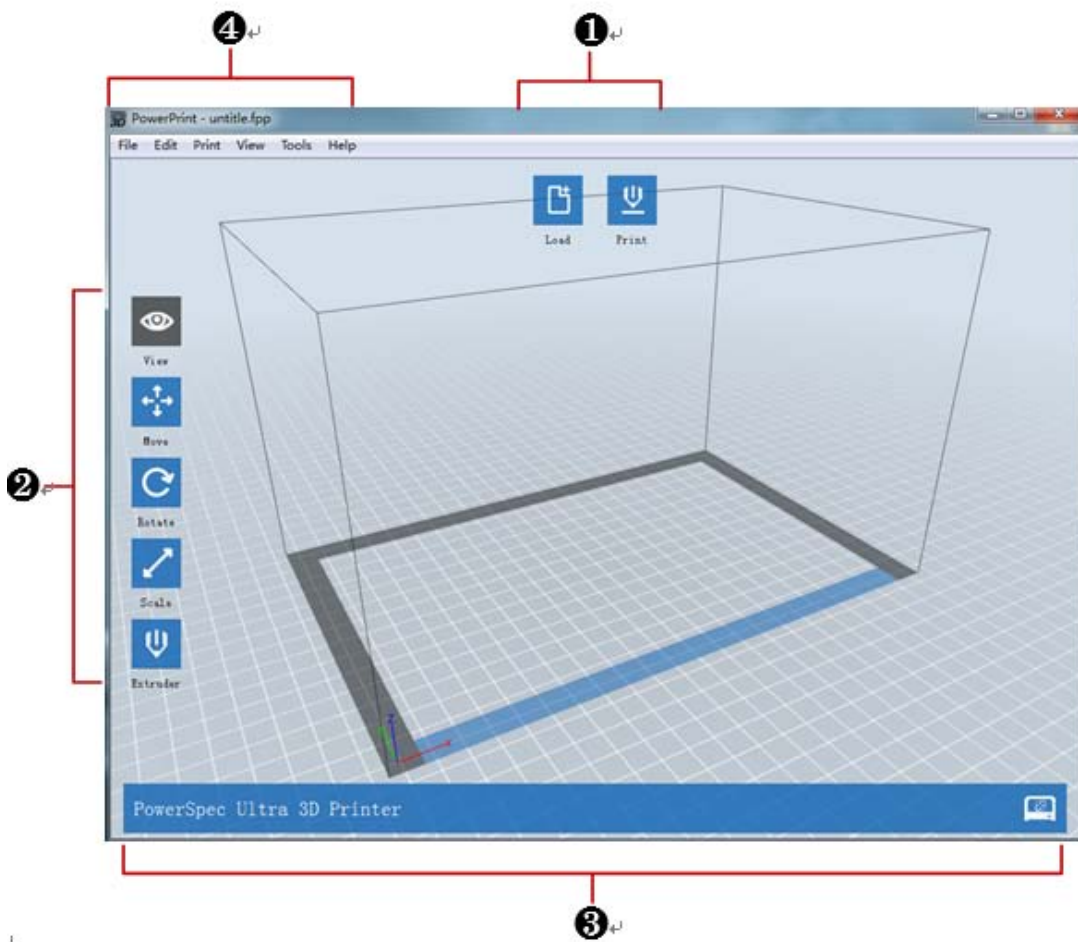 ❹↵
❶↵
3D PowerPrint - untitle.fpp
File Edit Print View Tools Help
Load Print
View
Move
❷↵
Rotate
Scale
Extruder
Z
X
PowerSpec Ultra 3D Printer
❸↵